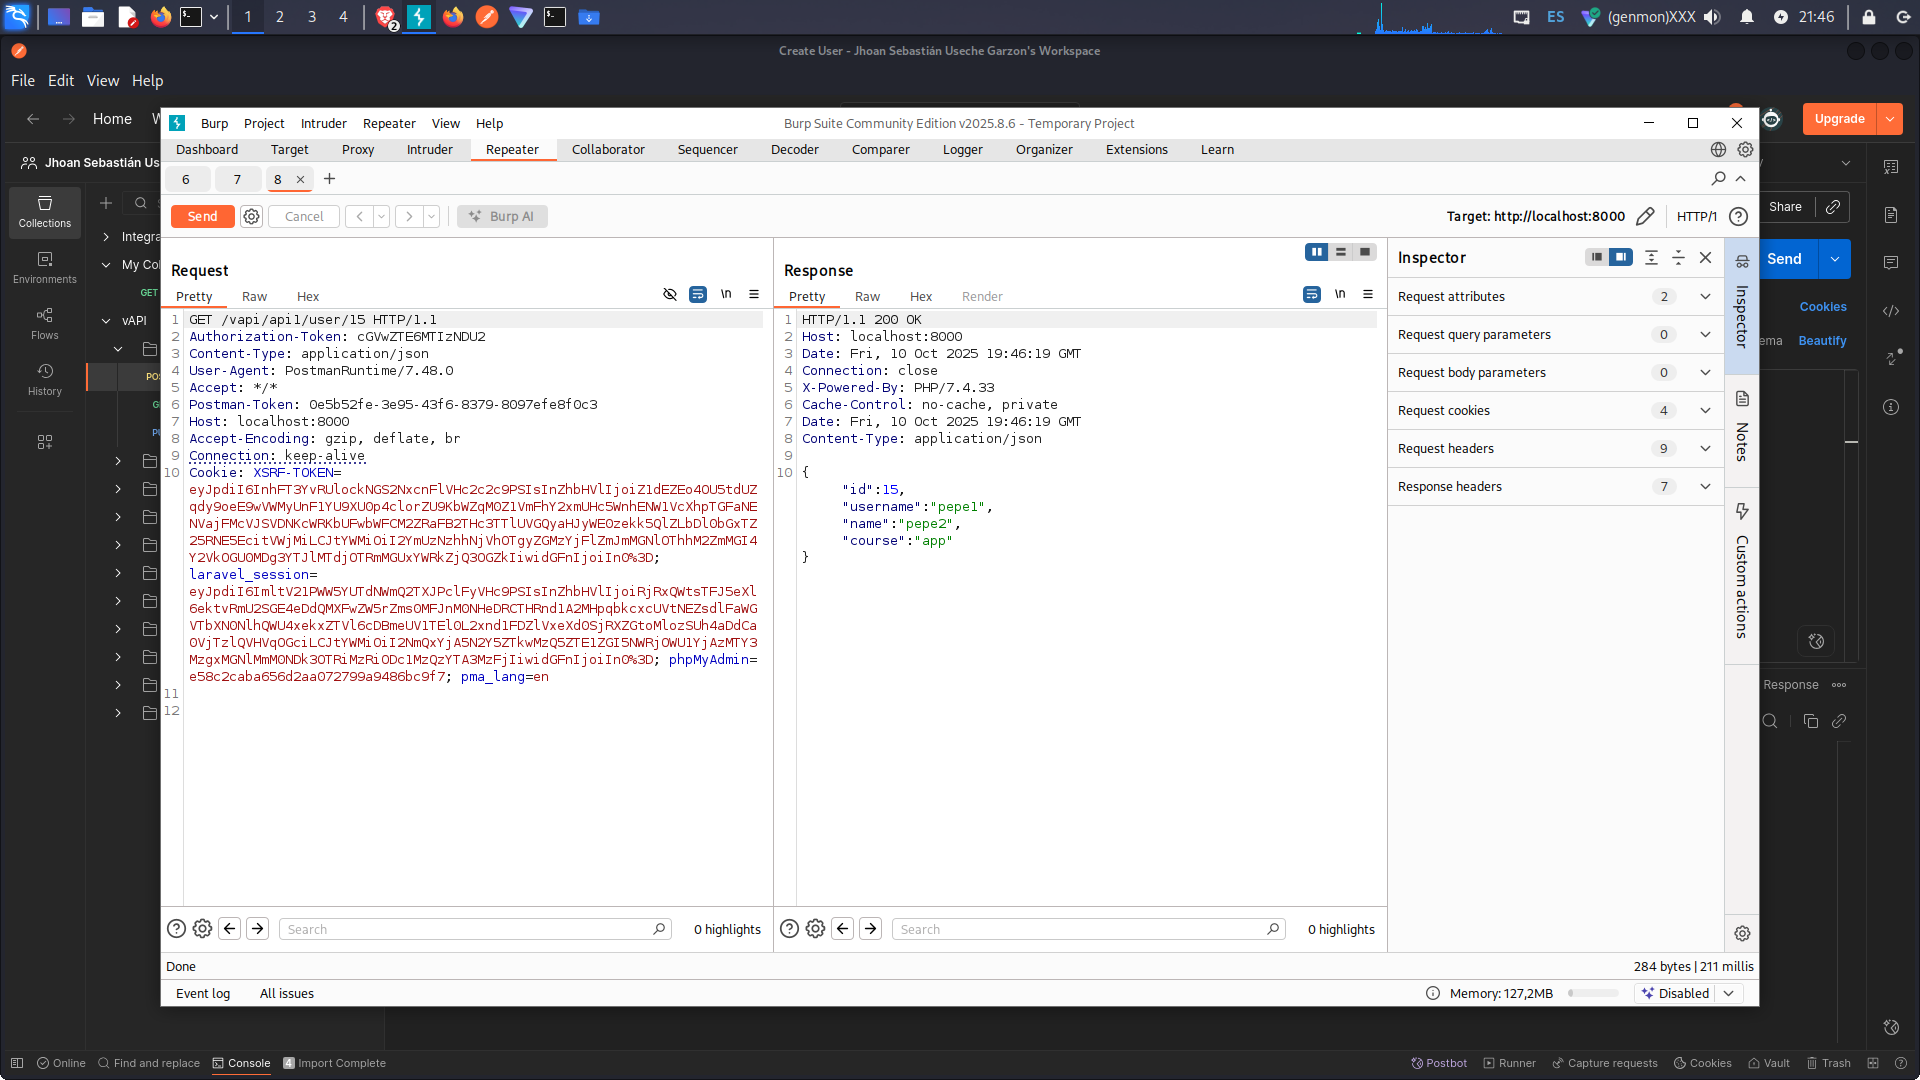 1
2
3
4
2
ES
(genmon)XXX
21:46
Create User - Jhoan Sebastián Useche Garzon's Workspace
File Edit View Help
Home
Upgrade
Burp Project Intruder Repeater View Help
Burp Suite Community Edition v2025.8.6 - Temporary Project
Dashboard Target Proxy Intruder Repeater Collaborator Sequencer Decoder Comparer Logger Organizer Extensions Learn
Jhoan Sebastián Us
6 7 8 × +
Share
Collections
Environments
Flows
History
Integra
My Col
GET
vAPI
Send
Cancel
Burp AI
Target: http://localhost:8000
HTTP/1
Send
Cookies
Beautify
Request
Pretty Raw Hex
\n
1 GET /vapi/api1/user/15 HTTP/1.1
2 Authorization-Token: cGVwZTE6MTIzNDU2
3 Content-Type: application/json
4 User-Agent: PostmanRuntime/7.48.0
5 Accept: */*
6 Postman-Token: 0e5b52fe-3e95-43f6-8379-8097efe8f0c3
7 Host: localhost:8000
8 Accept-Encoding: gzip, deflate, br
9 Connection: keep-alive
10 Cookie: XSRF-TOKEN=
laravel_session=
phpMyAdmin=
e58c2caba656d2aa072799a9486bc9f7; pma_lang=en
11
12
Response
Pretty Raw Hex Render
\n
1 HTTP/1.1 200 OK
2 Host: localhost:8000
3 Date: Fri, 10 Oct 2025 19:46:19 GMT
4 Connection: close
5 X-Powered-By: PHP/7.4.33
6 Cache-Control: no-cache, private
7 Date: Fri, 10 Oct 2025 19:46:19 GMT
8 Content-Type: application/json
9
10 {
"id":15,
"username":"pepe1",
"name":"pepe2",
"course":"app"
}
Inspector
Request attributes 2
Request query parameters 0
Request body parameters 0
Request cookies 4
Request headers 9
Response headers 7
Inspector
Notes
Custom actions
Response
Search
0 highlights
Search
0 highlights
Done
284 bytes | 211 millis
Event log
All issues
Memory: 127,2MB
Disabled
Online
Find and replace
Console
4 Import Complete
Postbot
Runner
Capture requests
Cookies
Vault
Trash